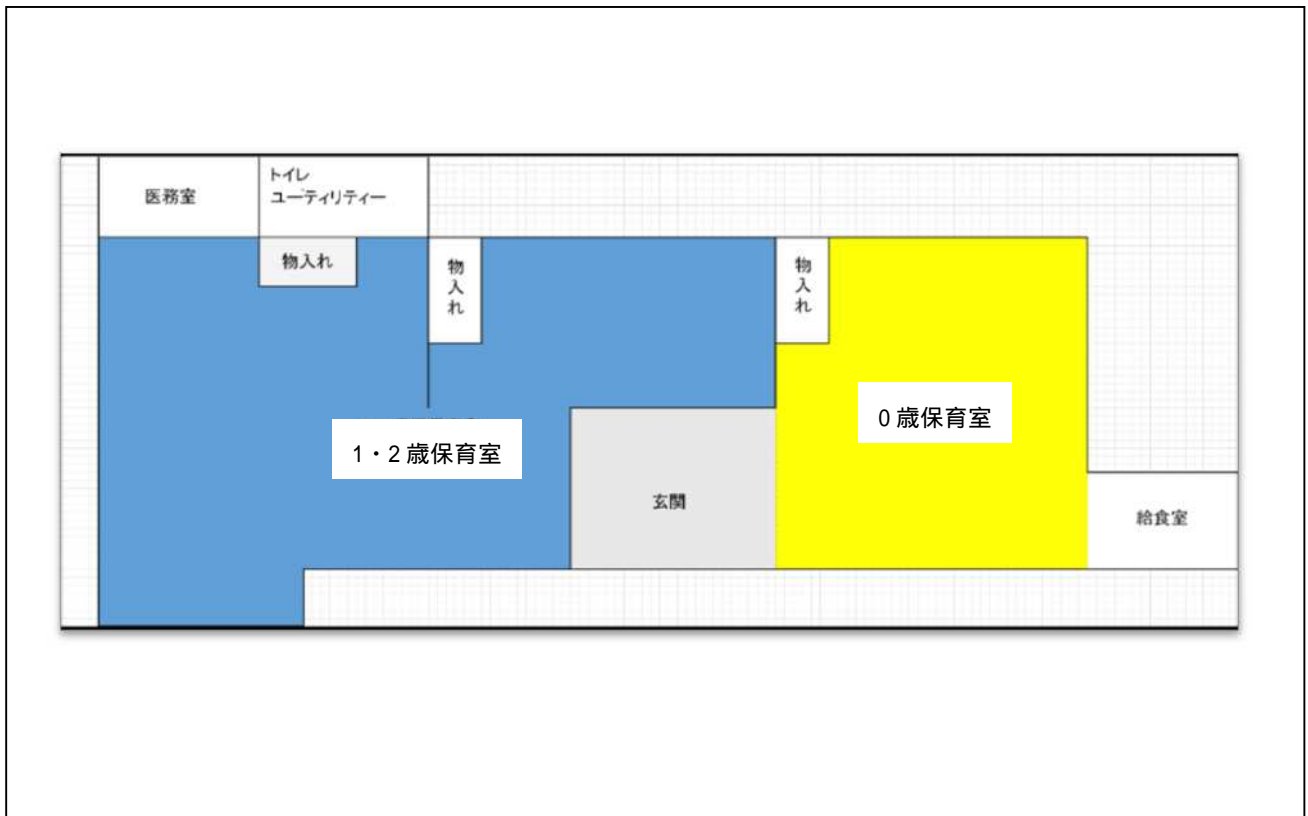 医務室
トイレ
ユーティリティー
物入れ
物入れ
物入れ
1・2歳保育室
0歳保育室
玄関
給食室